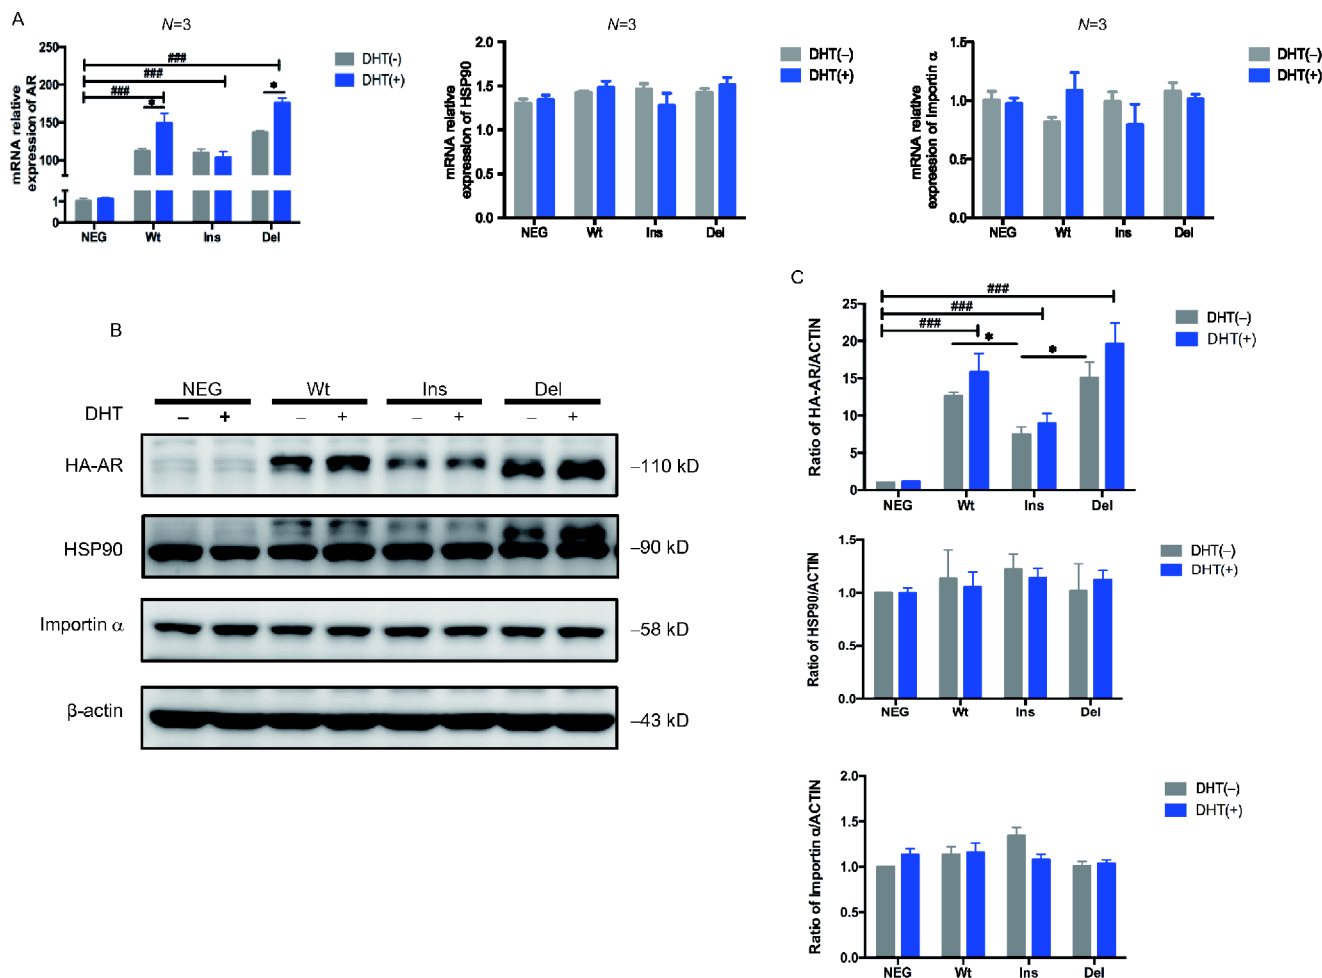 A
N=3
mRNA relative
expression of AR
250
200
150
100
1
0
###
###
###
*
*
DHT(-)
DHT(+)
NEG Wt Ins Del
N=3
mRNA relative
expression of HSP90
2.0
1.5
1.0
0.5
0.0
DHT(–)
DHT(+)
NEG Wt Ins Del
N=3
mRNA relative
expression of Importin α
1.5
1.0
0.5
0.0
DHT(–)
DHT(+)
NEG Wt Ins Del
B
NEG Wt Ins Del
DHT – + – + – + – +
HA-AR –110 kD
HSP90 –90 kD
Importin α –58 kD
β-actin –43 kD
C
Ratio of HA-AR/ACTIN
25
20
15
10
5
0
###
###
###
*
*
DHT(–)
DHT(+)
NEG Wt Ins Del
Ratio of HSP90/ACTIN
1.5
1.0
0.5
0.0
DHT(–)
DHT(+)
NEG Wt Ins Del
Ratio of Importin α/ACTIN
2.0
1.5
1.0
0.5
0.0
DHT(–)
DHT(+)
NEG Wt Ins Del